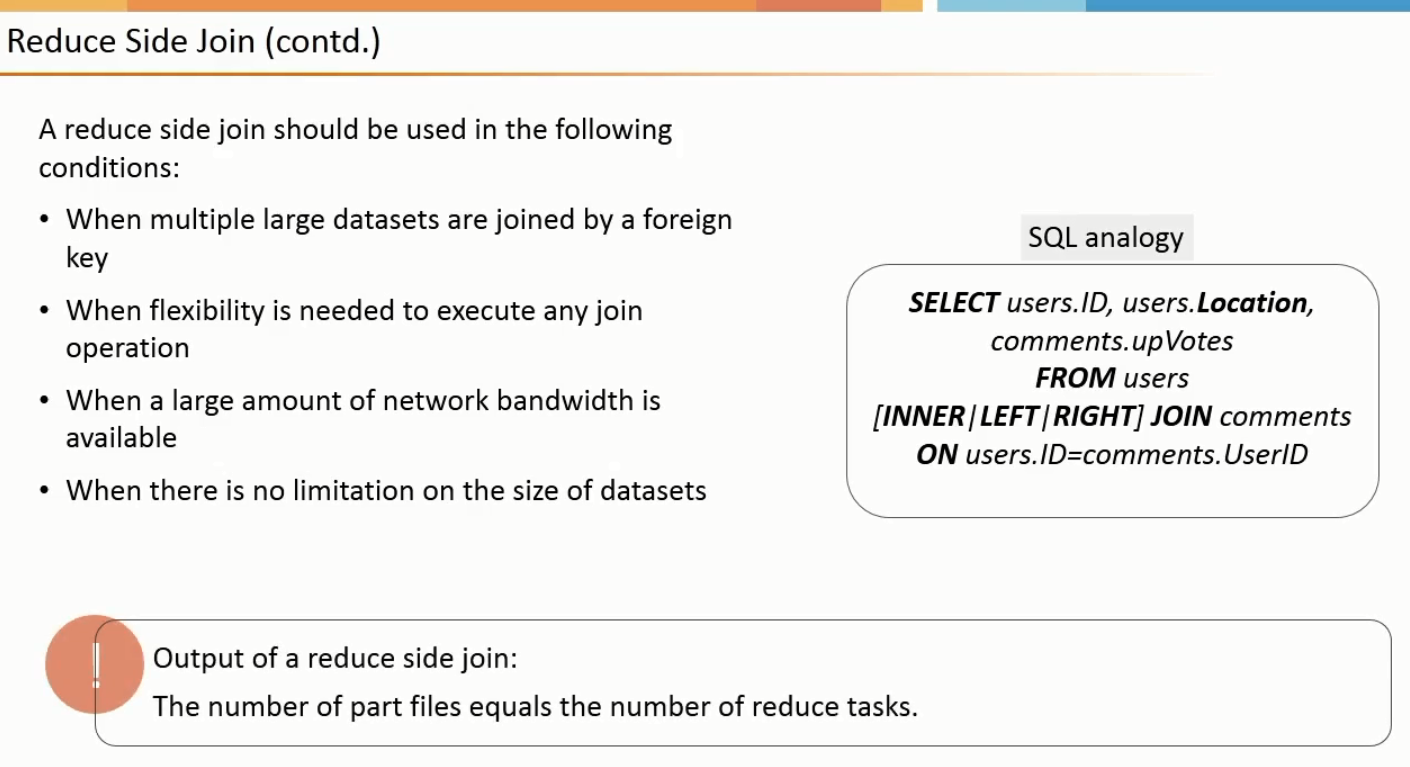 Reduce Side Join (contd.)
A reduce side join should be used in the following
conditions:
• When multiple large datasets are joined by a foreign
key
• When flexibility is needed to execute any join
operation
• When a large amount of network bandwidth is
available
• When there is no limitation on the size of datasets
SQL analogy
SELECT users.ID, users.Location,
comments.upVotes
FROM users
[INNER|LEFT|RIGHT] JOIN comments
ON users.ID=comments.UserID
!
Output of a reduce side join:
The number of part files equals the number of reduce tasks.